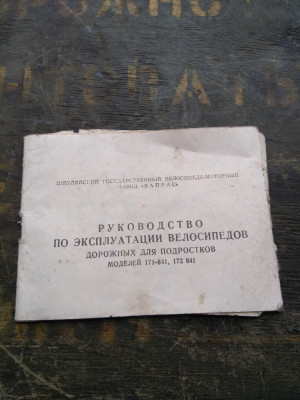 ШЯУЛЯЙСКИЙ ГОСУДАРСТВЕННЫЙ ВЕЛОСИПЕДО-МОТОРНЫЙ
ЗАВОД «ВАЙРАС»
РУКОВОДСТВО
ПО ЭКСПЛУАТАЦИИ ВЕЛОСИПЕДОВ
ДОРОЖНЫХ ДЛЯ ПОДРОСТКОВ
МОДЕЛЕЙ 171-841, 172 841